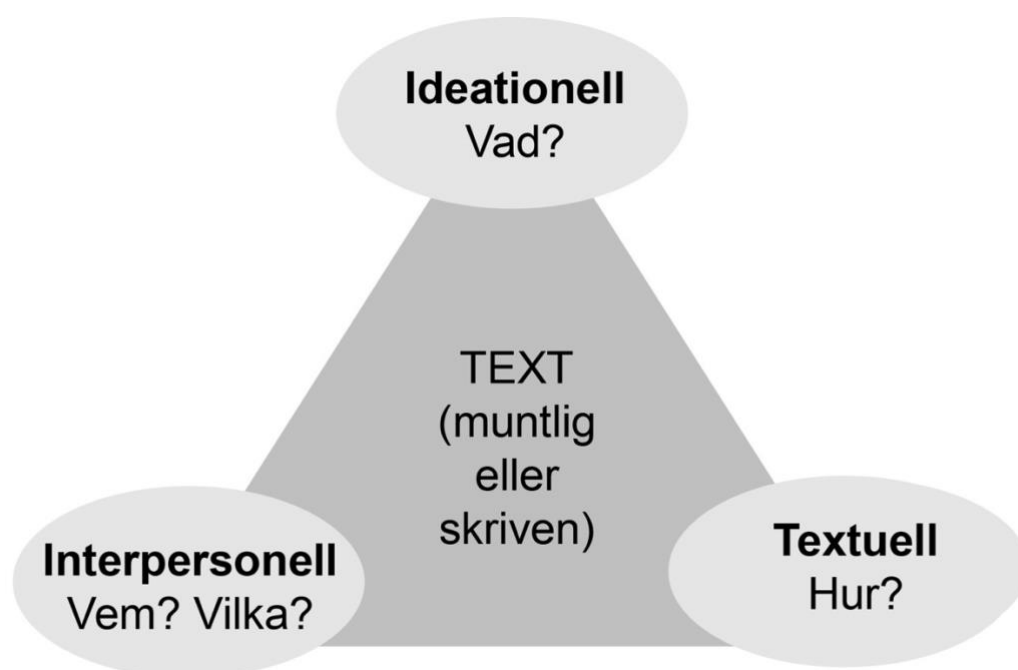 Ideationell
Vad?
TEXT
(muntlig
eller
skriven)
Interpersonell
Vem? Vilka?
Textuell
Hur?